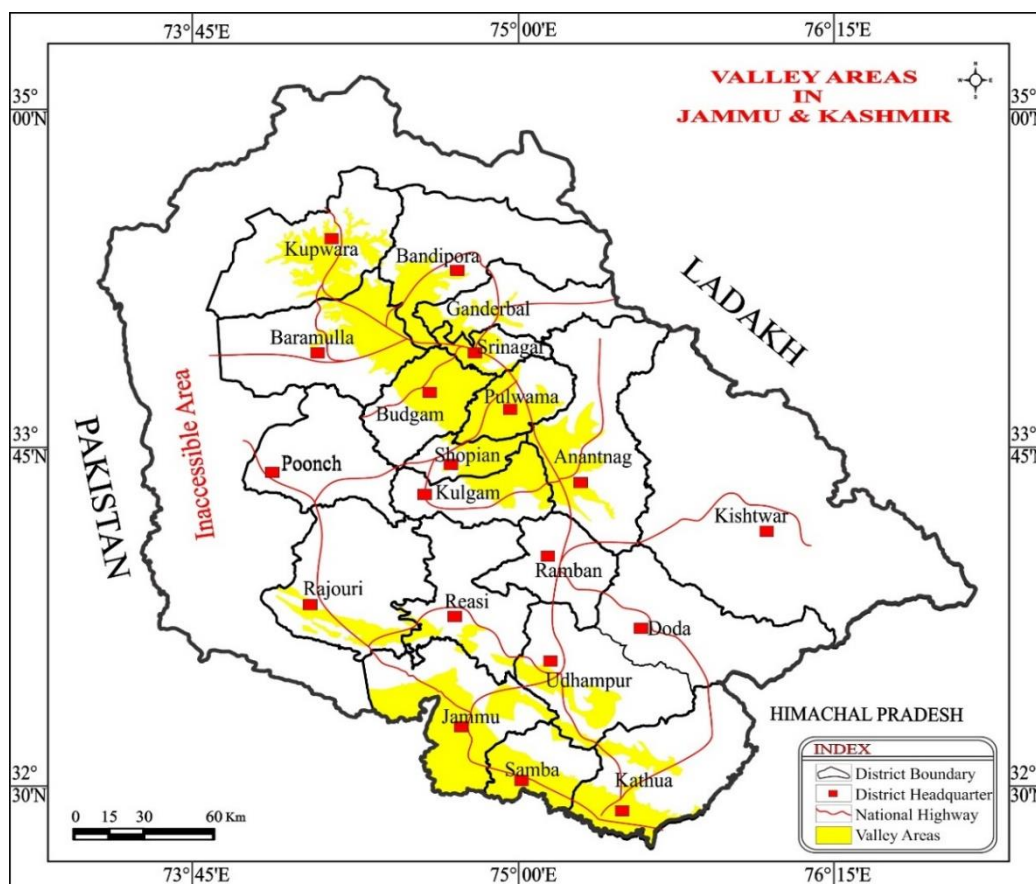 73°45'E 75°00'E 76°15'E
VALLEY AREAS
IN
JAMMU & KASHMIR
N
W E
S
35°
00'N
35°
00'N
Kupwara
Bandipora
LADAKH
Ganderbal
Baramulla
Srinagar
Budgam
Pulwama
Inaccessible Area
PAKISTAN
33°
45'N
33°
45'N
Shopian
Anantnag
Poonch
Kulgam
Kishtwar
Ramban
Rajouri
Reasi
Doda
Udhampur
Jammu
HIMACHAL PRADESH
Samba
Kathua
32°
30'N
32°
30'N
INDEX
District Boundary
District Headquarter
National Highway
Valley Areas
0 15 30 60 Km
73°45'E 75°00'E 76°15'E